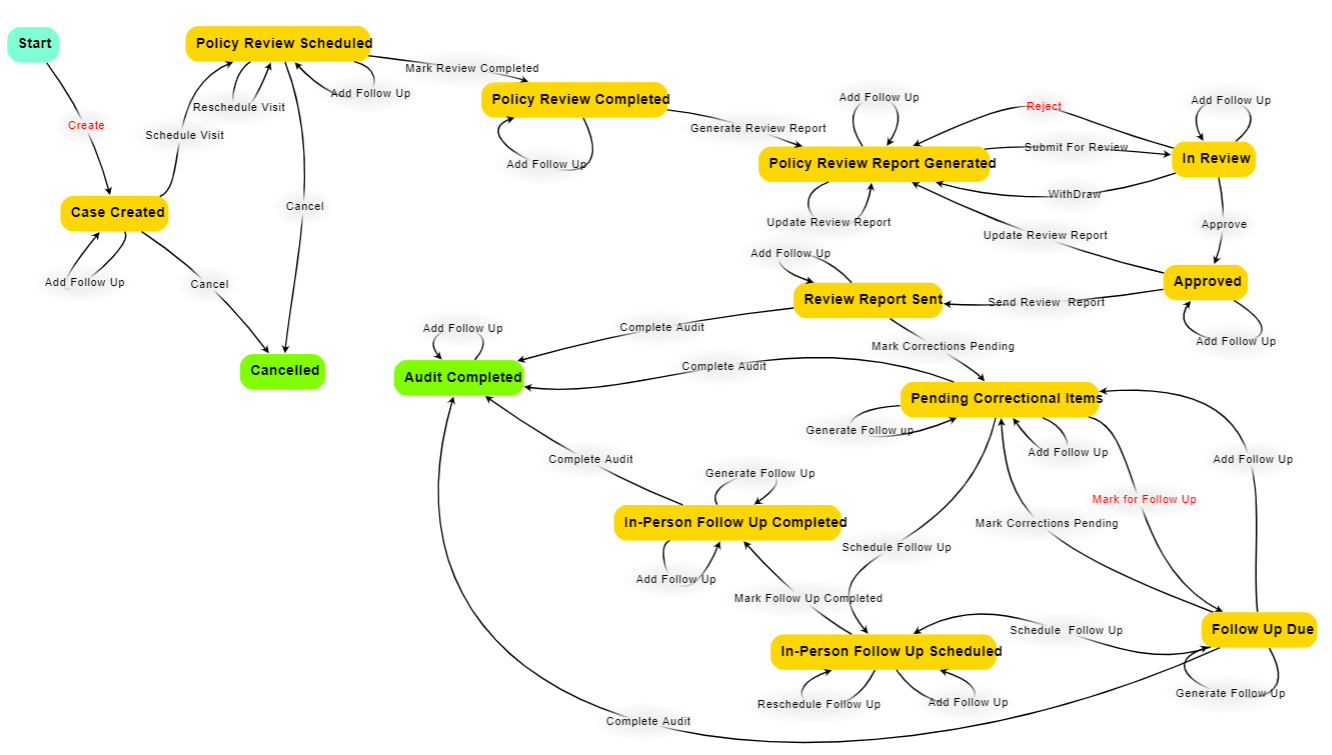 Start
Policy Review Scheduled
Mark Review Completed
Add Follow Up
Reschedule Visit
Create
Schedule Visit
Policy Review Completed
Add Follow Up
Generate Review Report
Add Follow Up
Reject
Add Follow Up
Submit For Review
Policy Review Report Generated
In Review
WithDraw
Update Review Report
Update Review Report
Approve
Case Created
Cancel
Add Follow Up
Cancel
Add Follow Up
Approved
Review Report Sent
Send Review  Report
Add Follow Up
Complete Audit
Mark Corrections Pending
Add Follow Up
Cancelled
Audit Completed
Complete Audit
Pending Correctional Items
Generate Follow up
Add Follow Up
Add Follow Up
Complete Audit
Generate Follow Up
Mark for Follow Up
In-Person Follow Up Completed
Mark Corrections Pending
Schedule Follow Up
Add Follow Up
Mark Follow Up Completed
Schedule  Follow Up
Follow Up Due
In-Person Follow Up Scheduled
Reschedule Follow Up
Add Follow Up
Generate Follow Up
Complete Audit